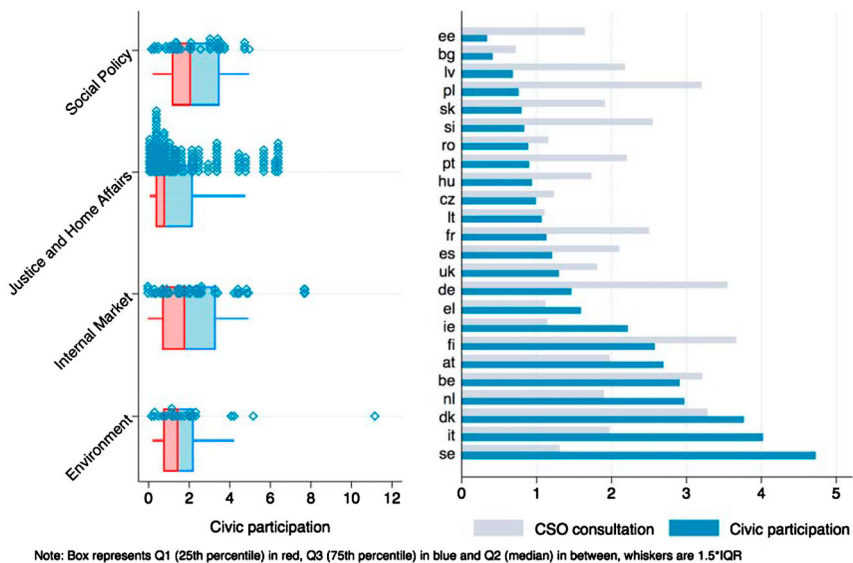 Social Policy
Justice and Home Affairs
Internal Market
Environment
0 2 4 6 8 10 12
Civic participation
ee
bg
lv
pl
sk
si
ro
pt
hu
cz
lt
fr
es
uk
de
el
ie
fi
at
be
nl
dk
it
se
0 1 2 3 4 5
CSO consultation Civic participation
Note: Box represents Q1 (25th percentile) in red, Q3 (75th percentile) in blue and Q2 (median) in between, whiskers are 1.5*IQR